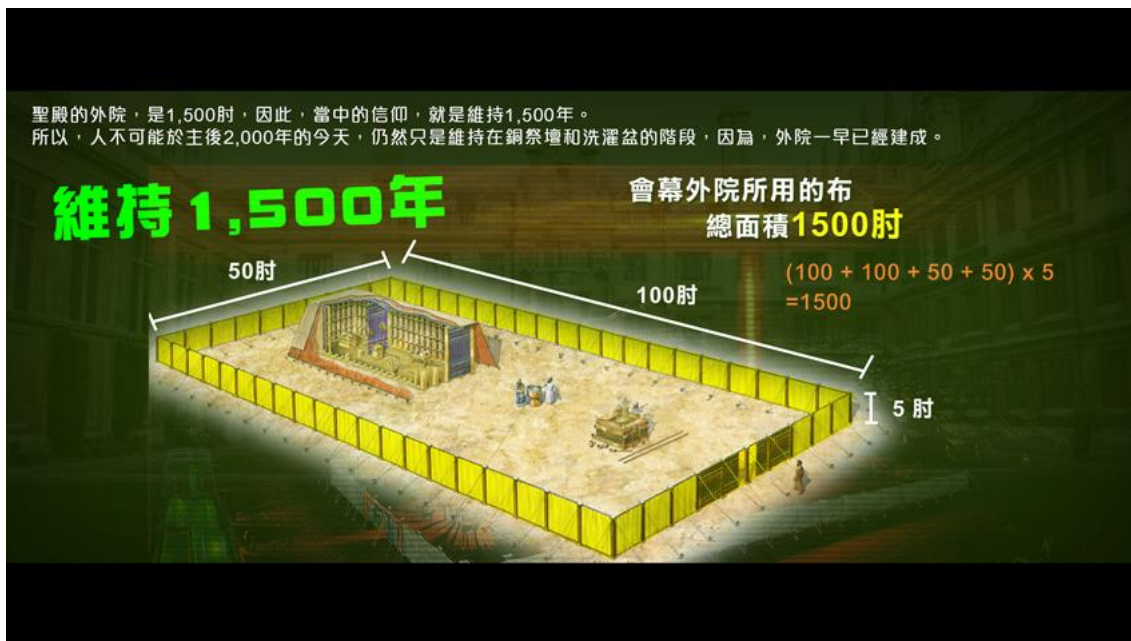 聖殿的外院，是1,500肘，因此，當中的信仰，就是維持1,500年。
所以，人不可能於主後2,000年的今天，仍然只是維持在銅祭壇和洗濯盆的階段，因為，外院一早已經建成。
維持1,500年
會幕外院所用的布
總面積1500肘
(100 + 100 + 50 + 50) x 5
=1500
50肘
100肘
5 肘